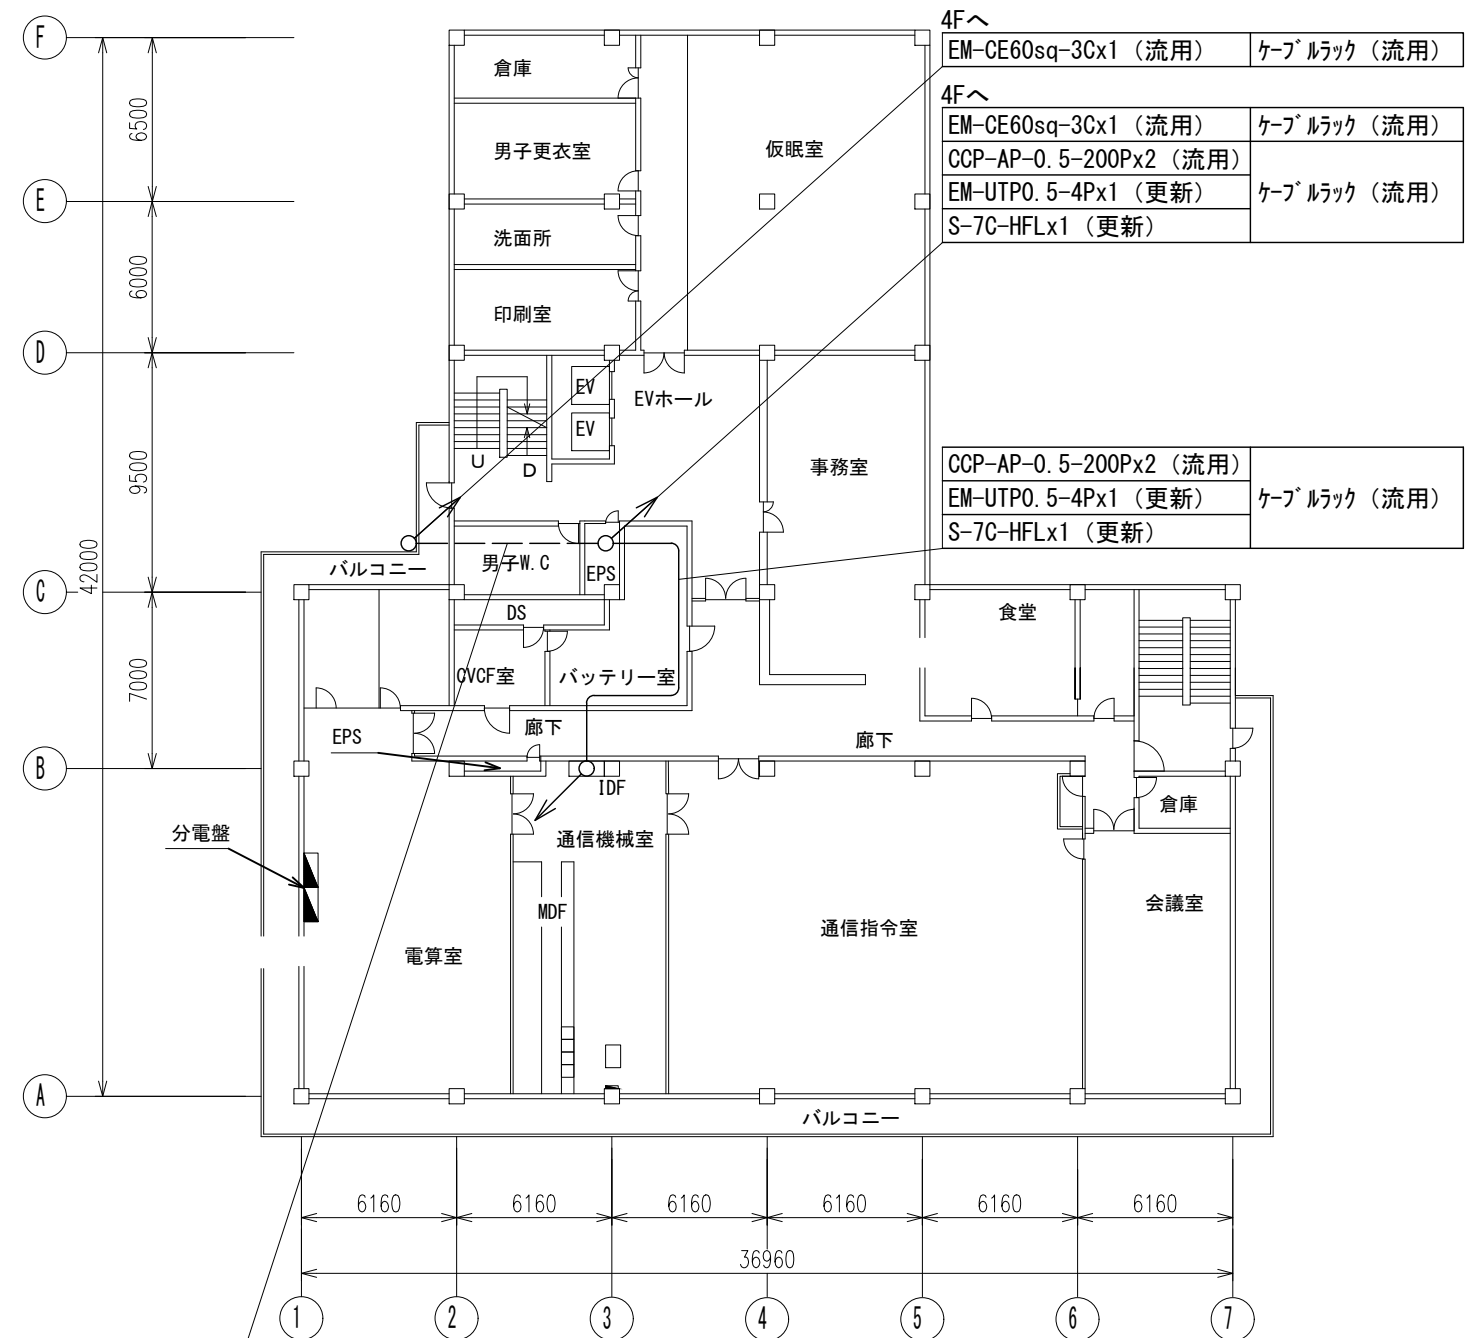 4Fへ
EM-CE60sq-3Cx1 (流用) ｹｰﾌﾞﾙﾗｯｸ (流用)
4Fへ
EM-CE60sq-3Cx1 (流用) ｹｰﾌﾞﾙﾗｯｸ (流用)
CCP-AP-0.5-200Px2 (流用)
EM-UTP0.5-4Px1 (更新) ｹｰﾌﾞﾙﾗｯｸ (流用)
S-7C-HFLx1 (更新)
CCP-AP-0.5-200Px2 (流用)
EM-UTP0.5-4Px1 (更新) ｹｰﾌﾞﾙﾗｯｸ (流用)
S-7C-HFLx1 (更新)
F
E
D
C
B
A
6500
6000
9500
7000
42000
倉庫
男子更衣室
仮眠室
洗面所
印刷室
EV
EV
EVホール
U
D
事務室
バルコニー
男子W.C
EPS
DS
食堂
CVCF室
バッテリー室
EPS
廊下
廊下
IDF
倉庫
分電盤
通信機械室
MDF
会議室
通信指令室
電算室
バルコニー
6160
6160
6160
6160
6160
6160
36960
1
2
3
4
5
6
7